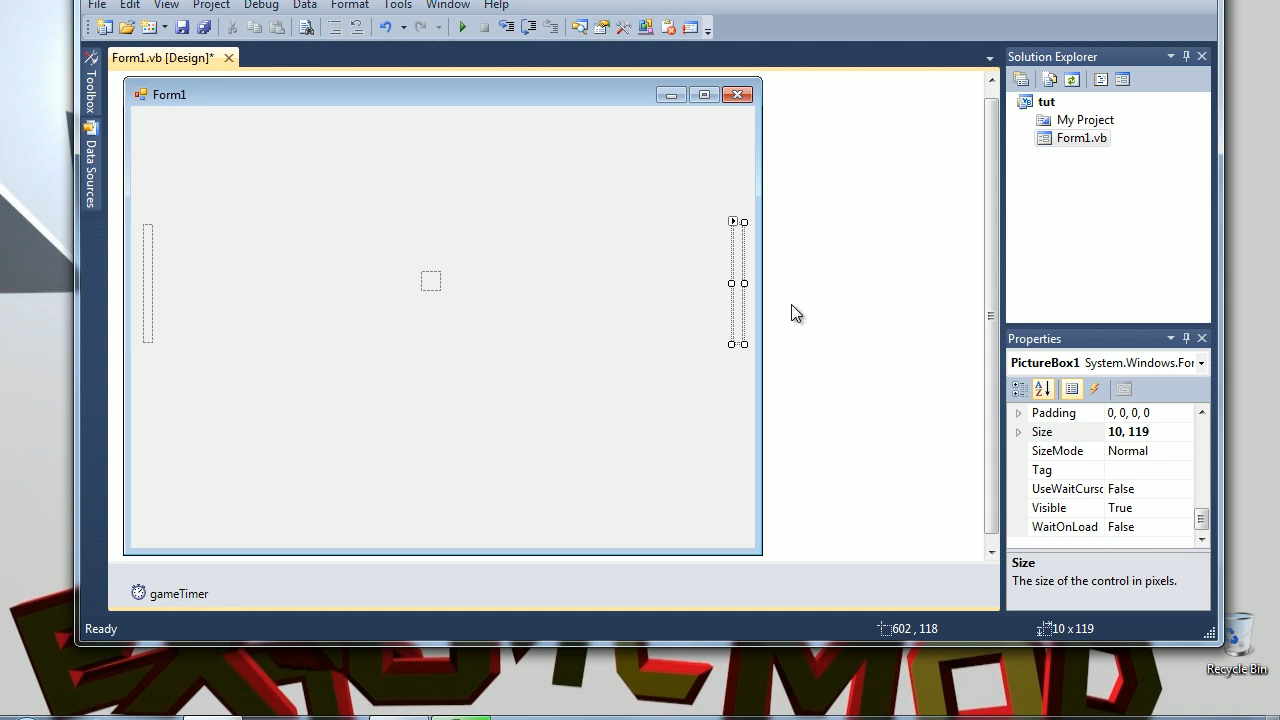 File Edit View Project Debug Data Format Tools Window Help
Form1.vb [Design]*
Toolbox
Data Sources
Form1
gameTimer
Solution Explorer
tut
My Project
Form1.vb
Properties
PictureBox1 System.Windows.For
Padding 0, 0, 0, 0
Size 10, 119
SizeMode Normal
Tag
UseWaitCurso False
Visible True
WaitOnLoad False
Size
The size of the control in pixels.
Ready 602 , 118 10 x 119
Recycle Bin